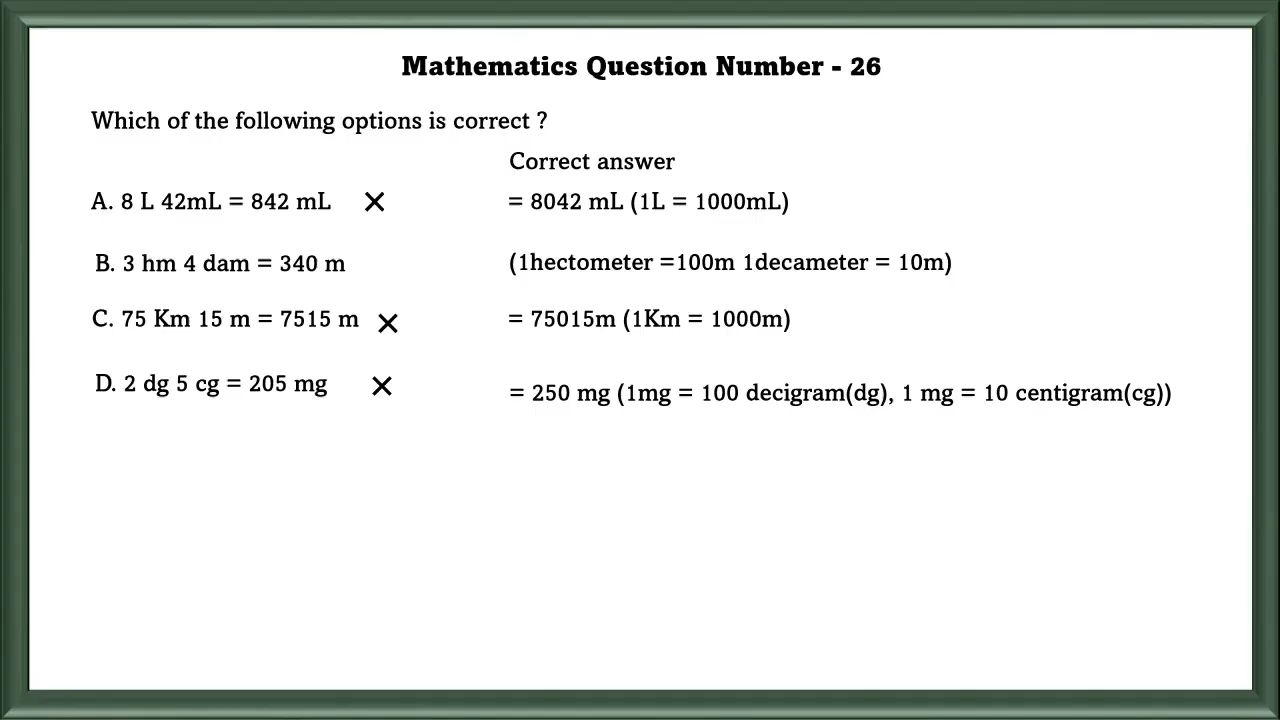 Mathematics Question Number - 26
Which of the following options is correct ?
Correct answer
A. 8 L 42mL = 842 mL ✕ = 8042 mL (1L = 1000mL)
B. 3 hm 4 dam = 340 m (1hectometer =100m 1decameter = 10m)
C. 75 Km 15 m = 7515 m ✕ = 75015m (1Km = 1000m)
D. 2 dg 5 cg = 205 mg ✕ = 250 mg (1mg = 100 decigram(dg), 1 mg = 10 centigram(cg))